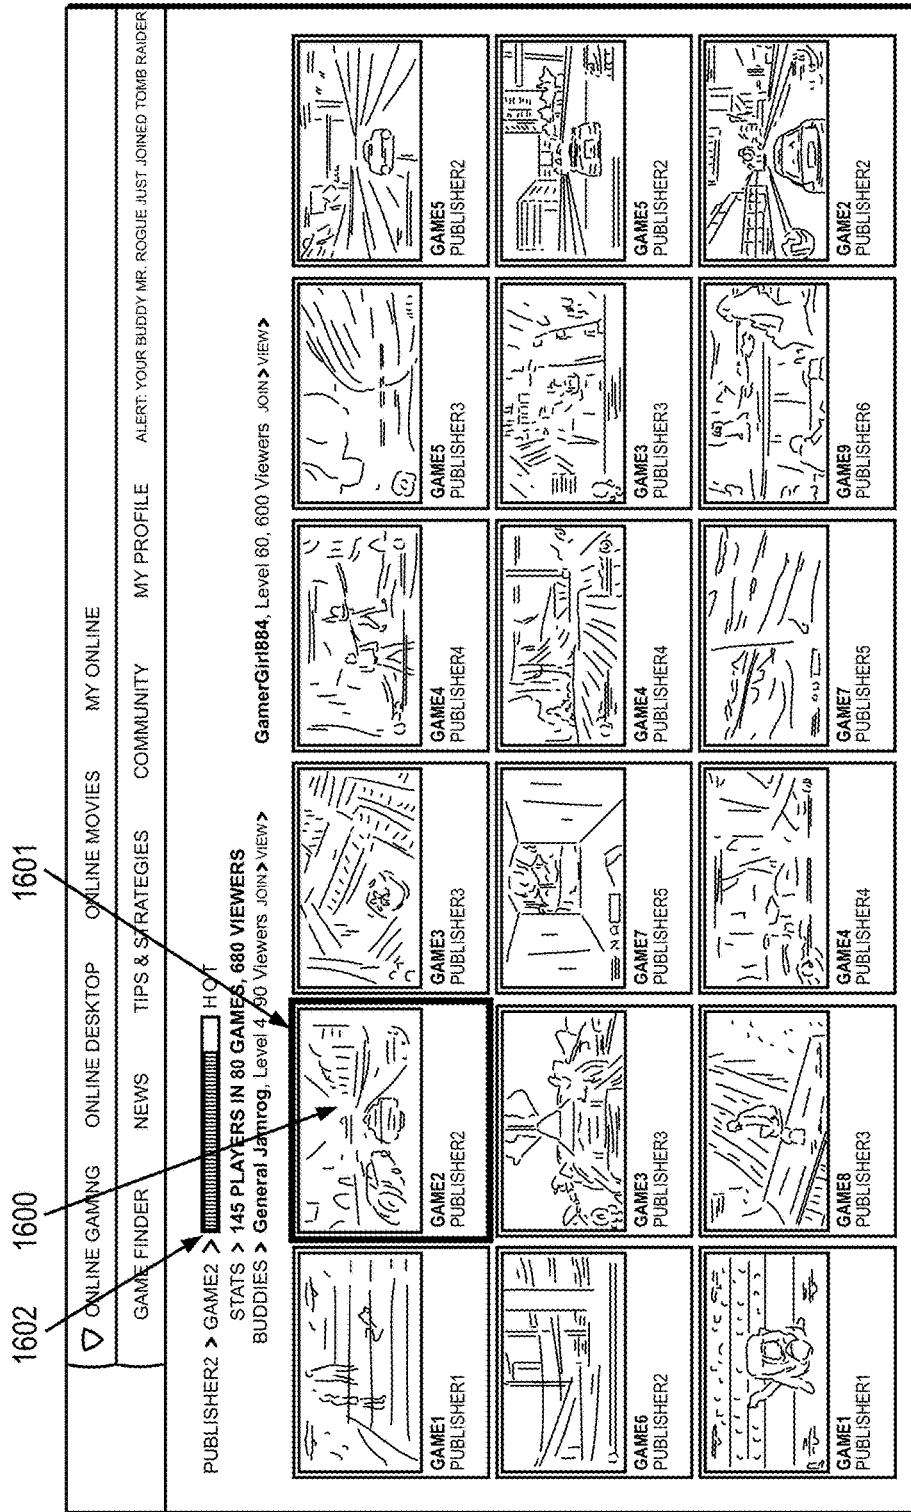 1602
1600
1601
ONLINE GAMING ONLINE DESKTOP ONLINE MOVIES MY ONLINE
GAME FINDER NEWS TIPS & STRATEGIES COMMUNITY MY PROFILE ALERT: YOUR BUDDY MR. ROGUE JUST JOINED TOMB RAIDER
PUBLISHER2 > GAME2 > HOT
STATS > 145 PLAYERS IN 80 GAMES, 680 VIEWERS
BUDDIES > General Jamrog, Level 4, 90 Viewers JOIN> VIEW> GamerGirl884, Level 60, 600 Viewers JOIN> VIEW>
GAME1 GAME2 GAME3 GAME4 GAME5 GAME5
PUBLISHER1 PUBLISHER2 PUBLISHER3 PUBLISHER4 PUBLISHER3 PUBLISHER2
GAME6 GAME3 GAME7 GAME4 GAME3 GAME5
PUBLISHER2 PUBLISHER3 PUBLISHER5 PUBLISHER4 PUBLISHER3 PUBLISHER2
GAME1 GAME8 GAME4 GAME7 GAME9 GAME2
PUBLISHER1 PUBLISHER3 PUBLISHER4 PUBLISHER5 PUBLISHER6 PUBLISHER2